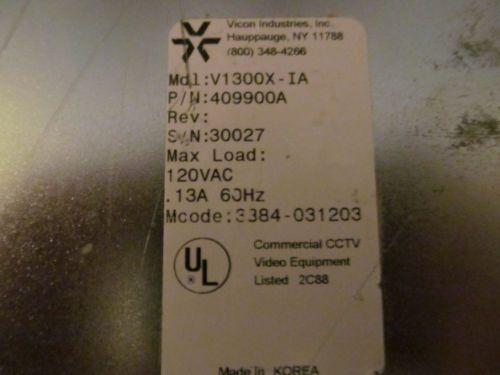 Vicon Industries, Inc.
Hauppauge, NY 11788
(800) 348-4266
Mdl:V1300X-IA
P/N:409900A
Rev:
S/N:30027
Max Load:
120VAC
.13A 60Hz
Mcode:3384-031203
UL
Commercial CCTV
Video Equipment
Listed 2C88
Made In KOREA